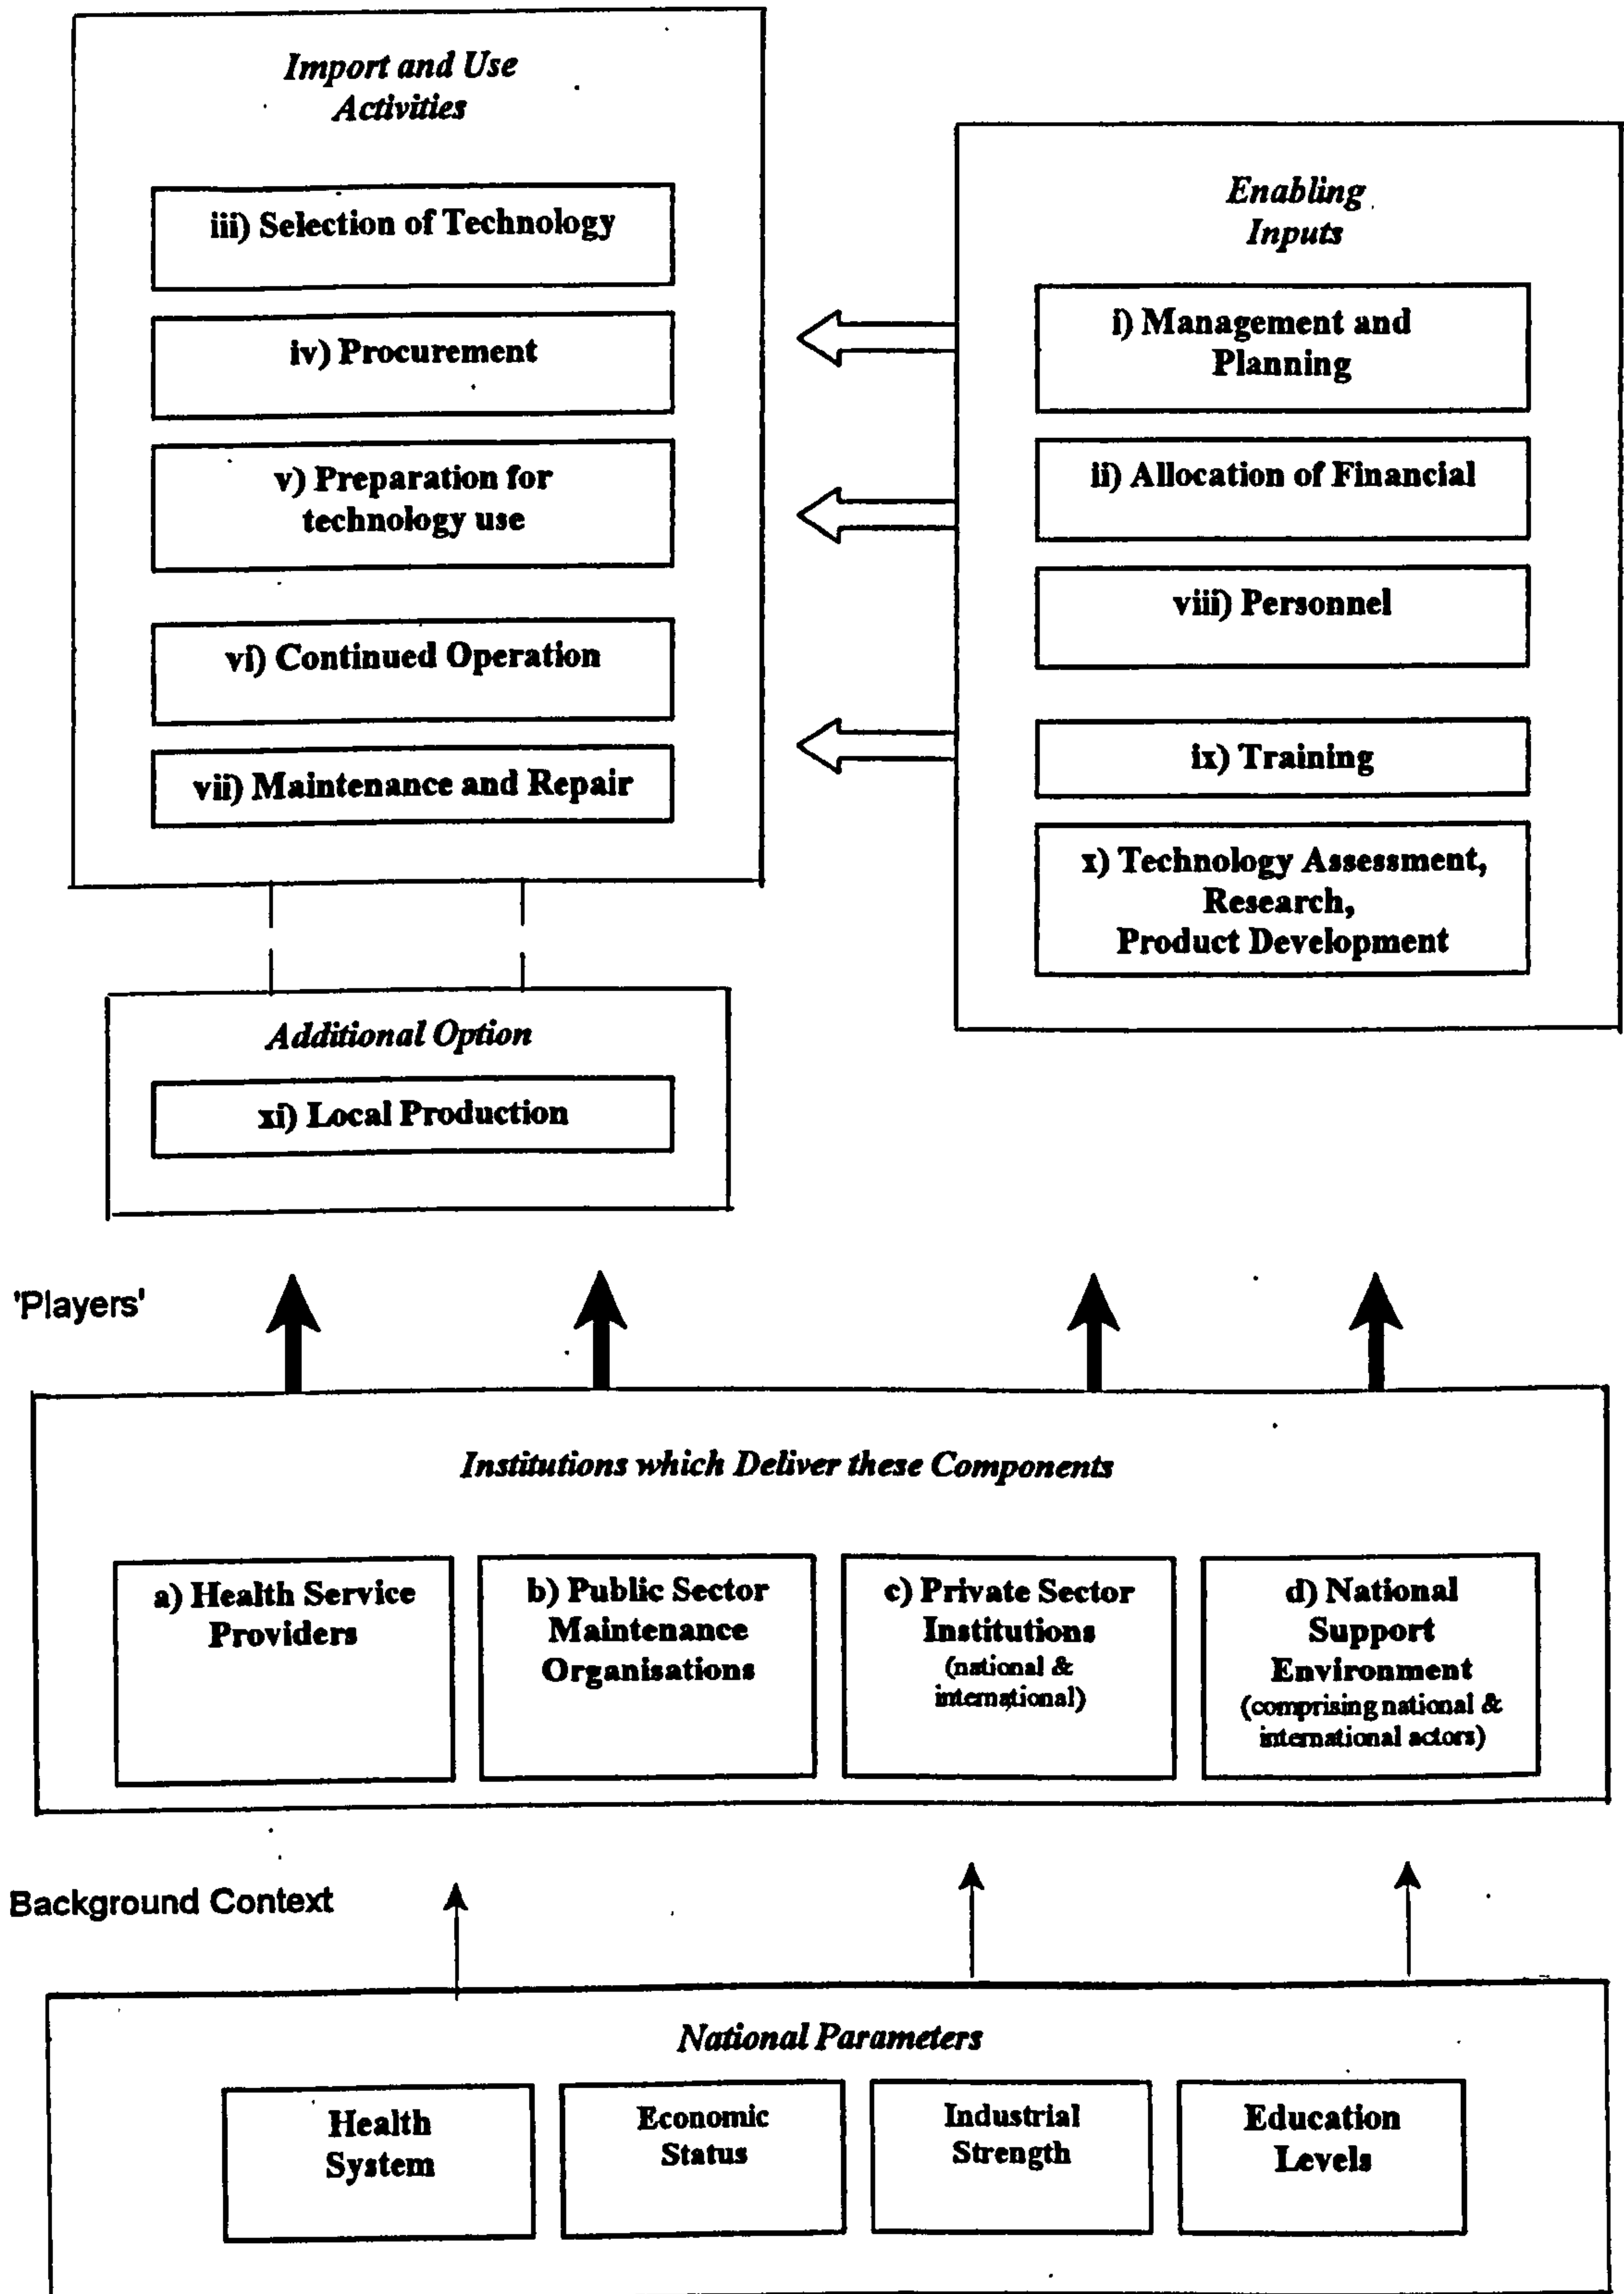 Import and Use
Activities
iii) Selection of Technology
iv) Procurement
v) Preparation for
technology use
vi) Continued Operation
vii) Maintenance and Repair
Enabling
Inputs
i) Management and
Planning
ii) Allocation of Financial
viii) Personnel
ix) Training
x) Technology Assessment,
Research,
Product Development
Additional Option
xi) Local Production
'Players'
Institutions which Deliver these Components
a) Health Service
Providers
b) Public Sector
Maintenance
Organisations
c) Private Sector
Institutions
(national &
international)
d) National
Support
Environment
(comprising national &
international actors)
Background Context
National Parameters
Health
System
Economic
Status
Industrial
Strength
Education
Levels